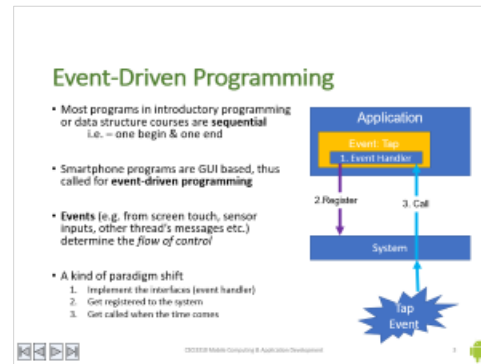 Event-Driven Programming
• Most programs in introductory programming
or data structure courses are sequential
i.e. – one begin & one end
• Smartphone programs are GUI based, thus
called for event-driven programming
• Events (e.g. from screen touch, sensor
inputs, other thread's messages etc.)
determine the flow of control
• A kind of paradigm shift
1. Implement the interfaces (event handler)
2. Get registered to the system
3. Get called when the time comes
Application
Event: Tap
1. Event Handler
2.Register
3. Call
System
Tap
Event
Mobile Computing & Application Development